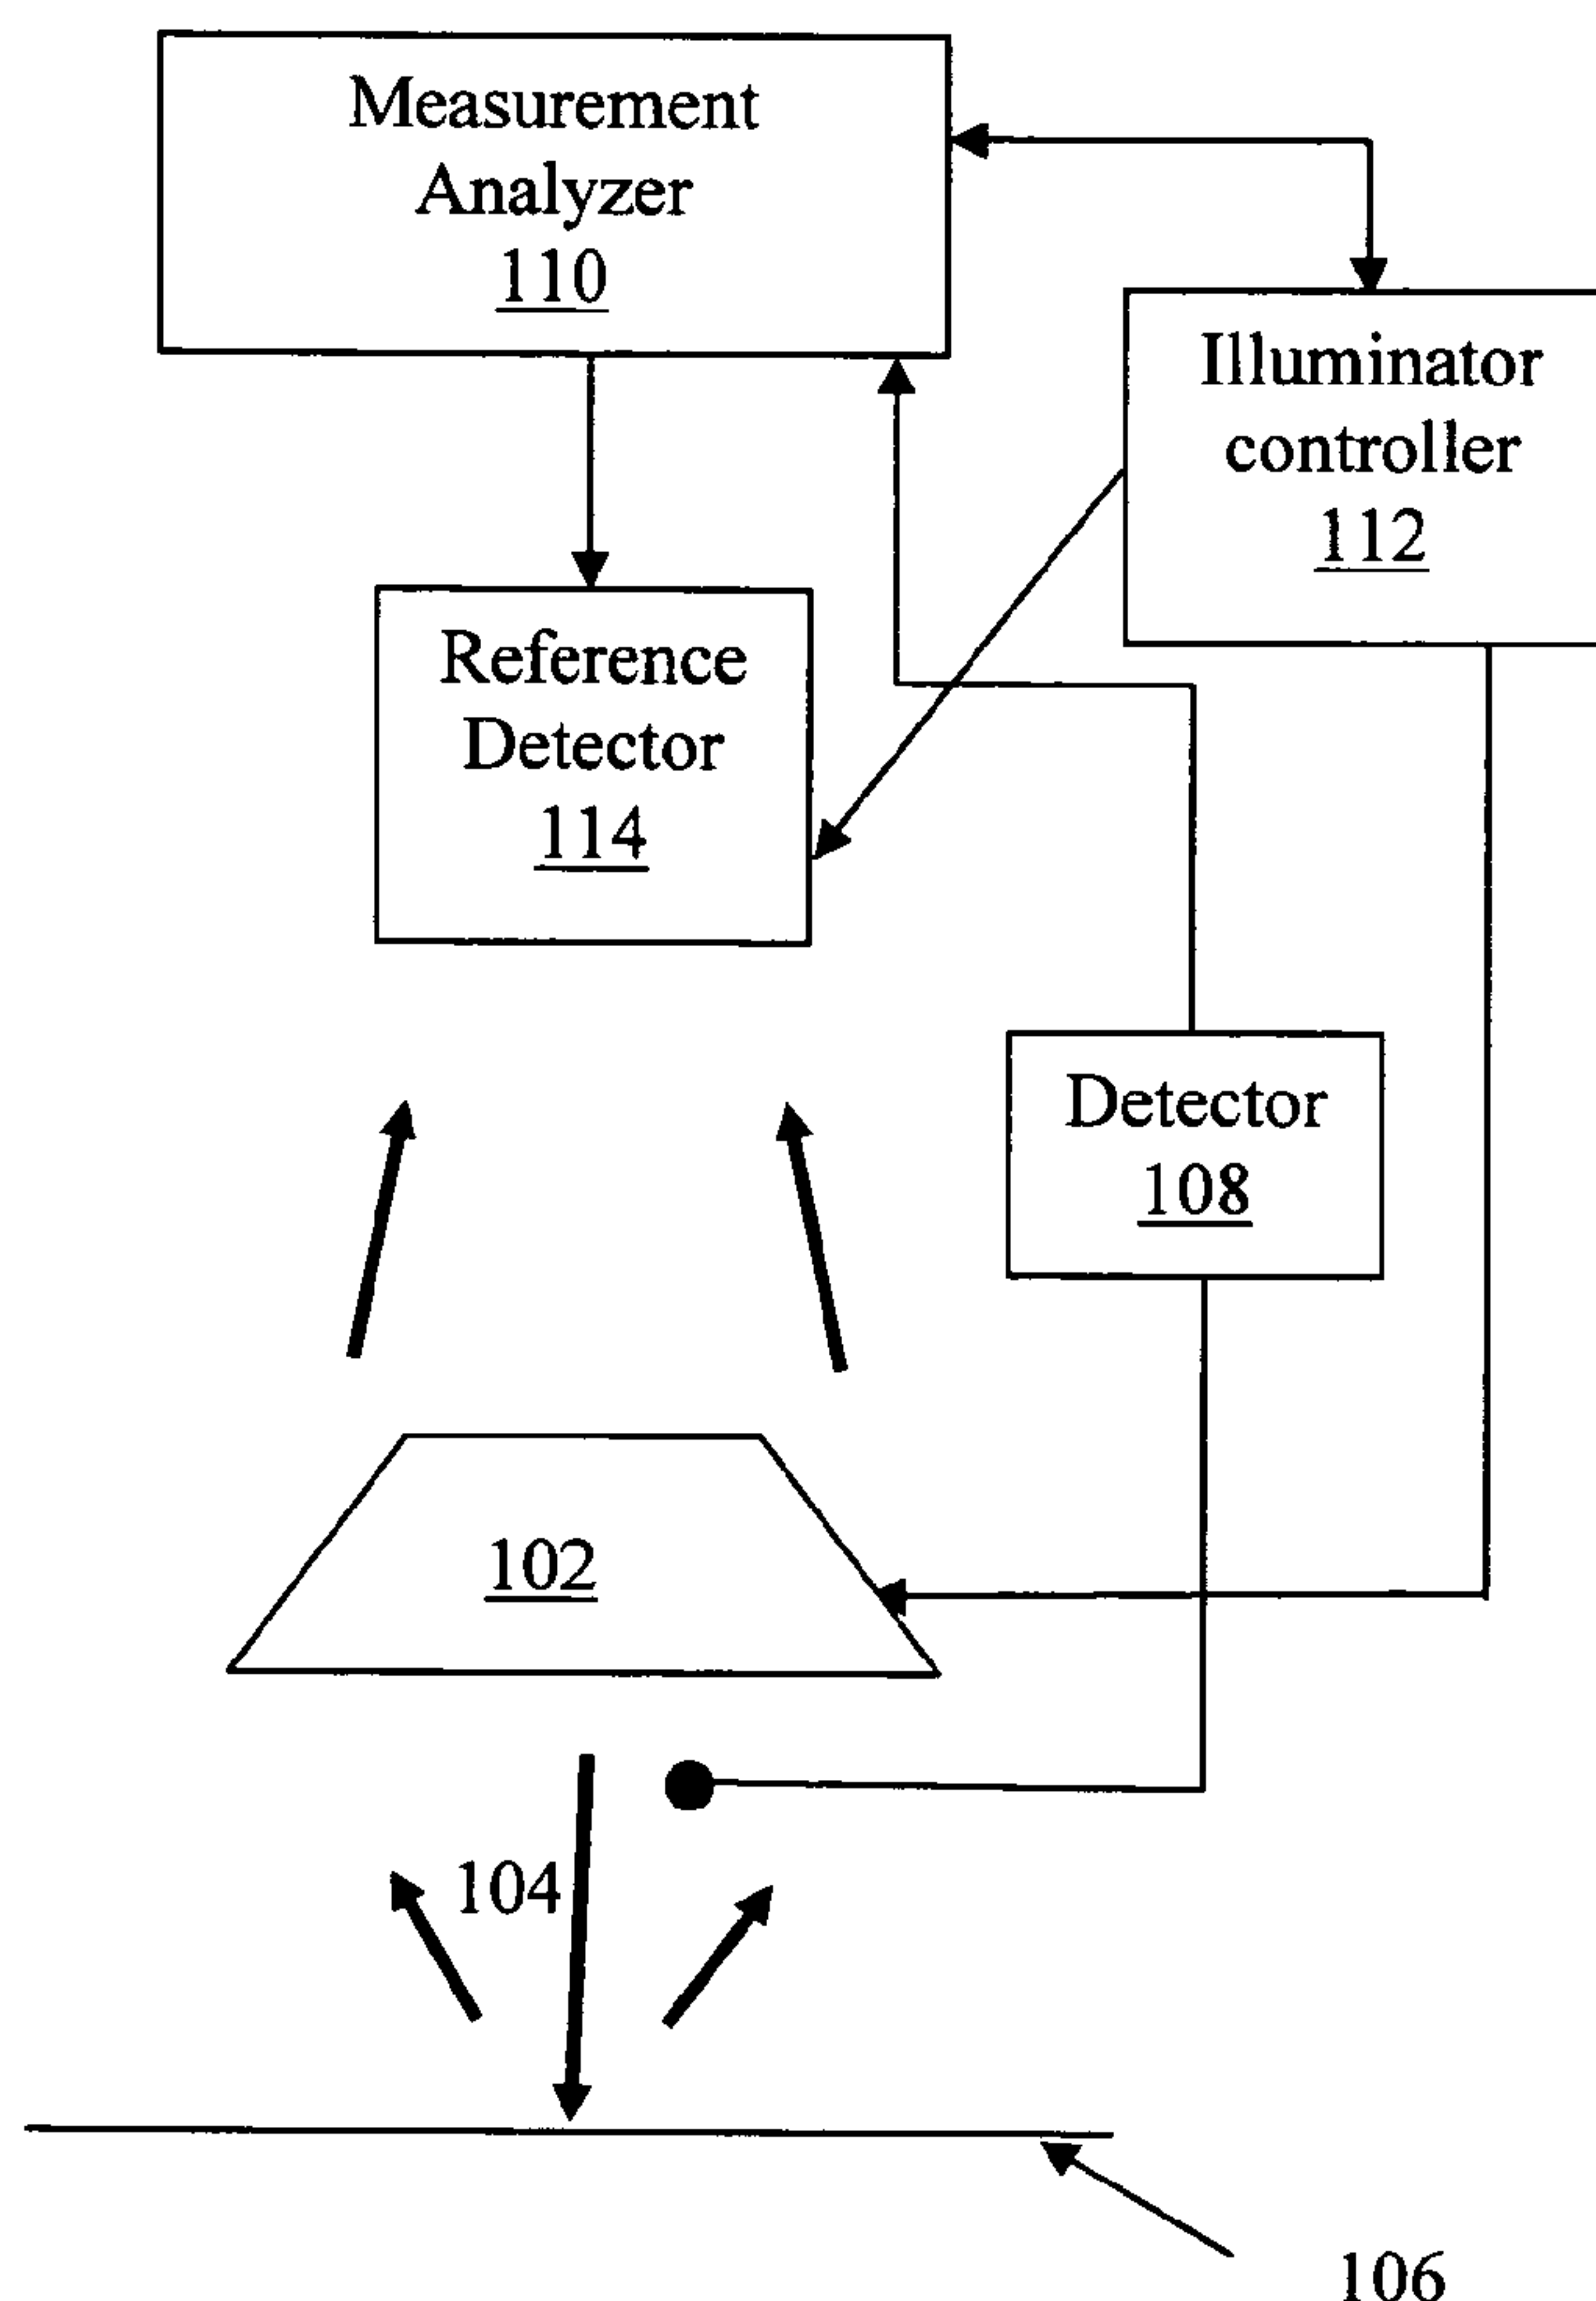 Measurement
Analyzer
110
Illuminator
controller
112
Reference
Detector
114
Detector
108
102
104
106